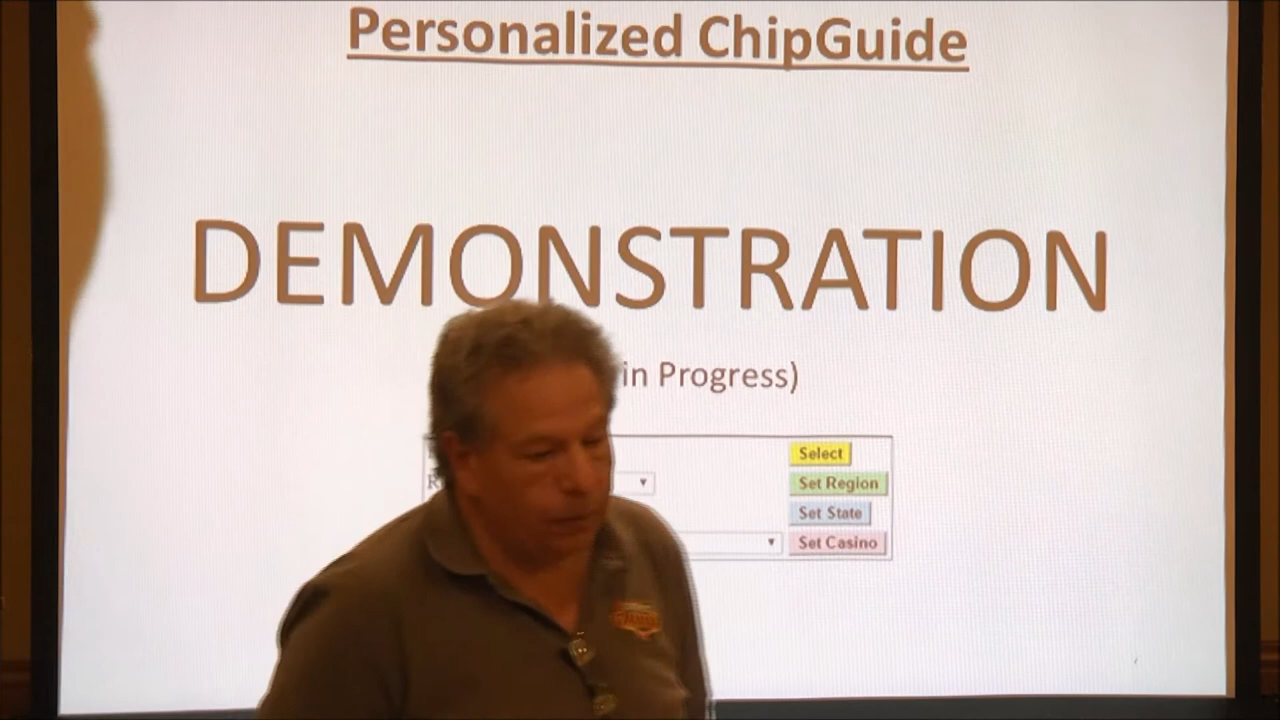 Personalized ChipGuide
DEMONSTRATION
in Progress)
Select
Set Region
Set State
Set Casino